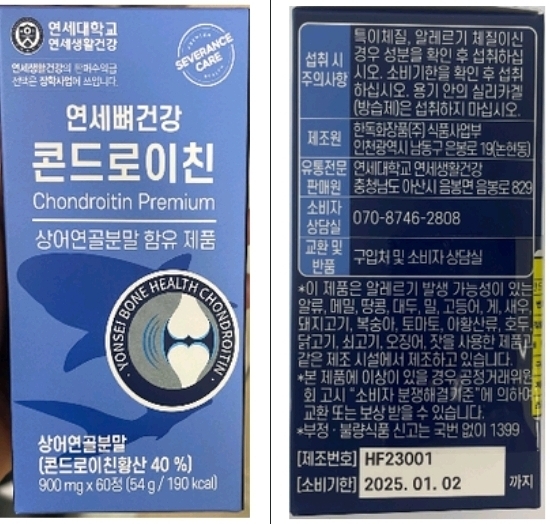 연세대학교
연세생활건강
연세생활건강의 판매수익금
선액은 장학사업에 쓰입니다.
PREMIUM
SEVERANCE
CARE
연세뼈건강
콘드로이친
Chondroitin Premium
상어연골분말 함유 제품
YONSEI BONE HEALTH CHONDROITIN
상어연골분말
(콘드로이친황산 40 %)
900 mg x 60정 (54 g / 190 kcal)
섭취 시
주의사항
특이체질, 알레르기 체질이신
경우 성분을 확인 후 섭취하십
시오. 소비기한을 확인 후 섭취
하십시오. 용기 안의 실리카겔
(방습제)은 섭취하지 마십시오.
제조원
한독화장품(주) 식품사업부
인천광역시 남동구 은봉로 19(논현동)
유통전문
판매원
연세대학교 연세생활건강
충청남도 아산시 음봉면 음봉로 829
소비자
상담실
070-8746-2808
교환 및
반품
구입처 및 소비자 상담실
*이 제품은 알레르기 발생 가능성이 있는
알류, 메밀, 땅콩, 대두, 밀, 고등어, 게, 새우,
돼지고기, 복숭아, 토마토, 아황산류, 호두,
닭고기, 쇠고기, 오징어, 잣을 사용한 제품과
같은 제조 시설에서 제조하고 있습니다.
*본 제품에 이상이 있을 경우 공정거래위원
회 고시 "소비자 분쟁해결기준"에 의하여
교환 또는 보상 받을 수 있습니다.
*부정·불량식품 신고는 국번 없이 1399
[제조번호] HF23001
[소비기한] 2025. 01. 02 까지